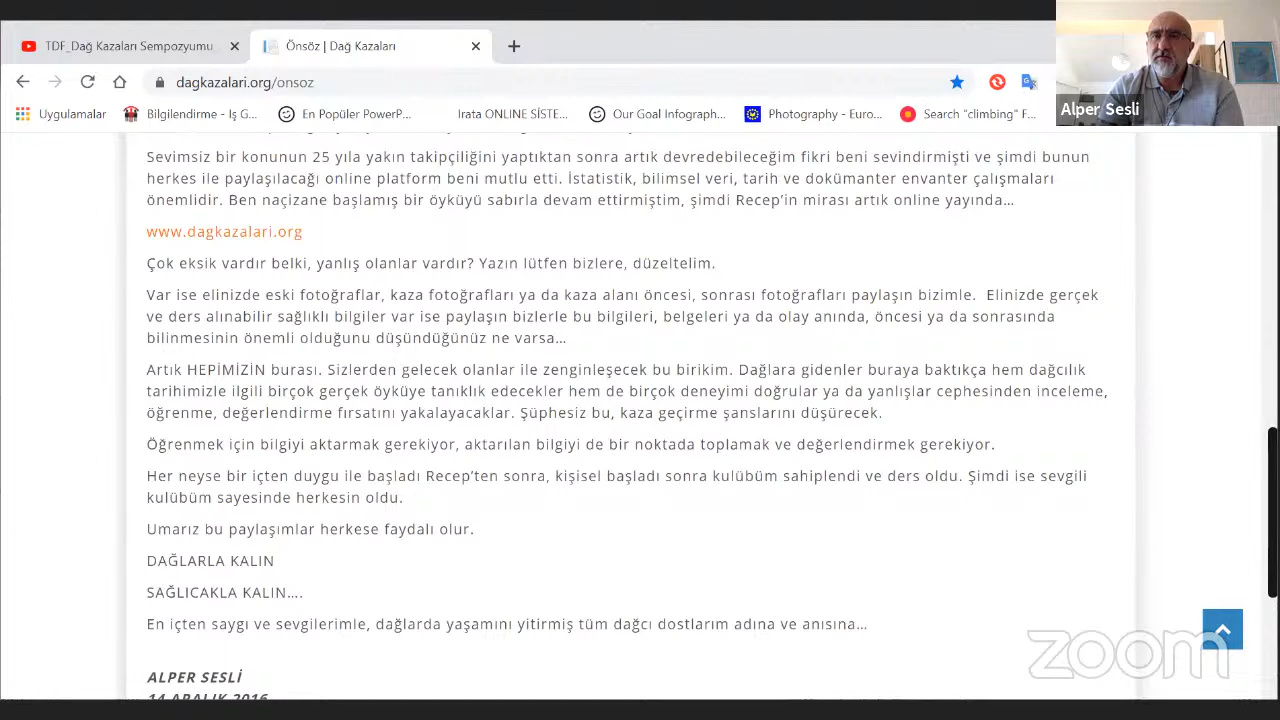 TDF_Dağ Kazaları Sempozyumu
Önsöz | Dağ Kazaları
dagkazalari.org/onsoz
Uygulamalar
Bilgilendirme - Iş G...
En Popüler PowerP...
Irata ONLINE SİSTE...
Our Goal Infograph...
Photography - Euro...
Search "climbing" F...
Alper Sesli
Sevimsiz bir konunun 25 yıla yakın takipçiliğini yaptıktan sonra artık devredebileceğim fikri beni sevindirmişti ve şimdi bunun
herkes ile paylaşılacağı online platform beni mutlu etti. İstatistik, bilimsel veri, tarih ve dokümanter envanter çalışmaları
önemlidir. Ben naçizane başlamış bir öyküyü sabırla devam ettirmiştim, şimdi Recep'in mirası artık online yayında…
www.dagkazalari.org
Çok eksik vardır belki, yanlış olanlar vardır? Yazın lütfen bizlere, düzeltelim.
Var ise elinizde eski fotoğraflar, kaza fotoğrafları ya da kaza alanı öncesi, sonrası fotoğrafları paylaşın bizimle. Elinizde gerçek
ve ders alınabilir sağlıklı bilgiler var ise paylaşın bizlerle bu bilgileri, belgeleri ya da olay anında, öncesi ya da sonrasında
bilinmesinin önemli olduğunu düşündüğünüz ne varsa…
Artık HEPİMİZİN burası. Sizlerden gelecek olanlar ile zenginleşecek bu birikim. Dağlara gidenler buraya baktıkça hem dağcılık
tarihimizle ilgili birçok gerçek öyküye tanıklık edecekler hem de birçok deneyimi doğrular ya da yanlışlar cephesinden inceleme,
öğrenme, değerlendirme fırsatını yakalayacaklar. Şüphesiz bu, kaza geçirme şanslarını düşürecek.
Öğrenmek için bilgiyi aktarmak gerekiyor, aktarılan bilgiyi de bir noktada toplamak ve değerlendirmek gerekiyor.
Her neyse bir içten duygu ile başladı Recep'ten sonra, kişisel başladı sonra kulübüm sahiplendi ve ders oldu. Şimdi ise sevgili
kulübüm sayesinde herkesin oldu.
Umarız bu paylaşımlar herkese faydalı olur.
DAĞLARLA KALIN
SAĞLICAKLA KALIN….
En içten saygı ve sevgilerimle, dağlarda yaşamını yitirmiş tüm dağcı dostlarım adına ve anısına…
ALPER SESLİ
14 ARALIK 2016
zoom